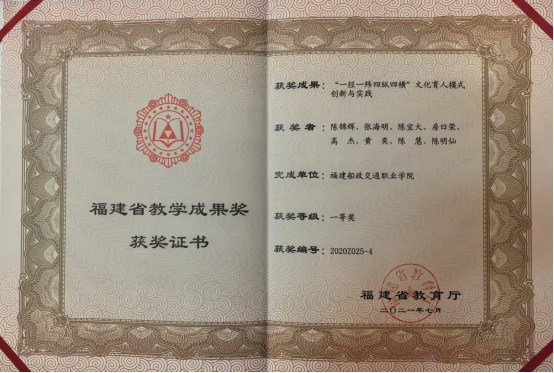 福建省教学成果奖
获奖证书
获奖成果："一经一纬四纵四横"文化育人模式
创新与实践
获奖者：陈锦辉、张海明、陈宜大、房曰荣、
高杰、黄奕、陈慧、陈明仙
完成单位：福建船政交通职业学院
获奖等级：一等奖
获奖编号：2020Z025-4
福建省教育厅
二〇二一年七月